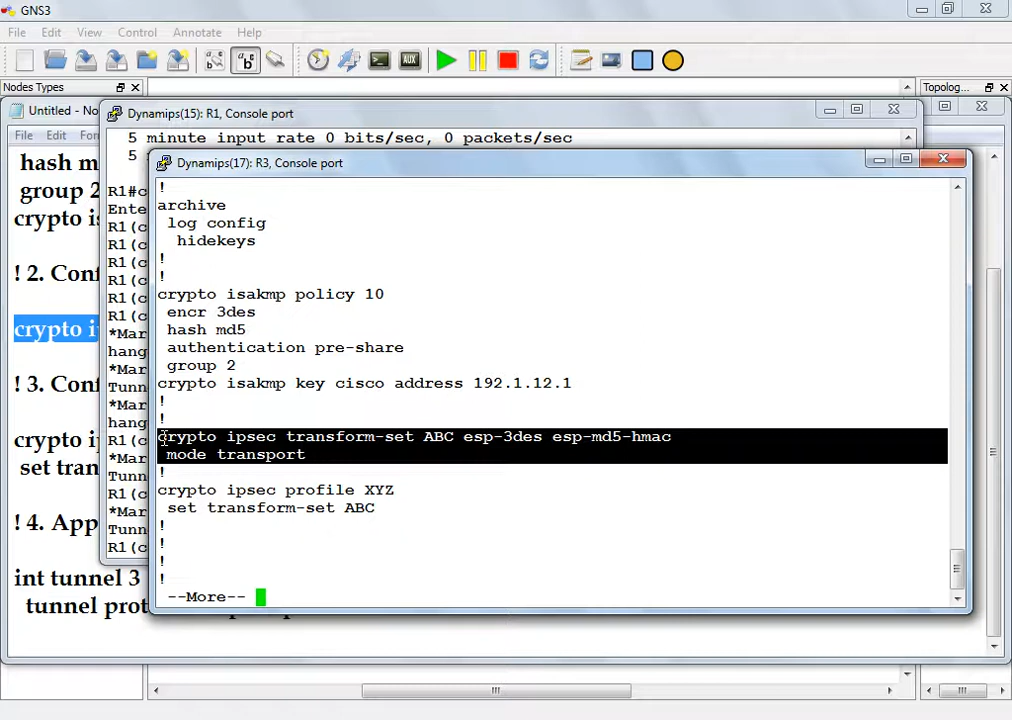 GNS3
File Edit View Control Annotate Help
Nodes Types
Topolog...
Untitled - No
File Edit For
hash m
group 2
crypto is
! 2. Conf
crypto i
! 3. Conf
crypto ip
set tran
! 4. App
int tunnel 3
tunnel prot
Dynamips(15): R1, Console port
5 minute input rate 0 bits/sec, 0 packets/sec
5
R1#c
Ente
R1(c
R1(c
R1(c
R1(c
R1(c
*Mar
hang
*Mar
Tunn
*Mar
hang
R1(c
*Mar
Tunn
R1(c
*Mar
Tunn
R1(c
Dynamips(17): R3, Console port
!
archive
log config
hidekeys
!
!
crypto isakmp policy 10
encr 3des
hash md5
authentication pre-share
group 2
crypto isakmp key cisco address 192.1.12.1
!
!
crypto ipsec transform-set ABC esp-3des esp-md5-hmac
mode transport
!
crypto ipsec profile XYZ
set transform-set ABC
!
!
!
!
--More--